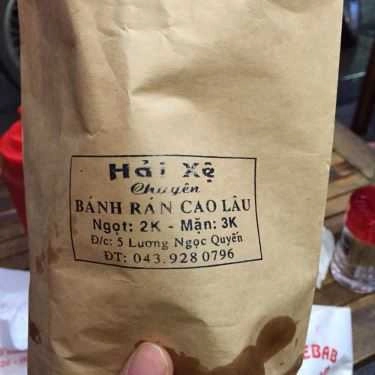 Hải Xệ
Chuyên
BÁNH RÁN CAO LÂU
Ngọt: 2K - Mặn: 3K
Đ/c: 5 Lương Ngọc Quyến
ĐT: 043.928 0796
KEBAB